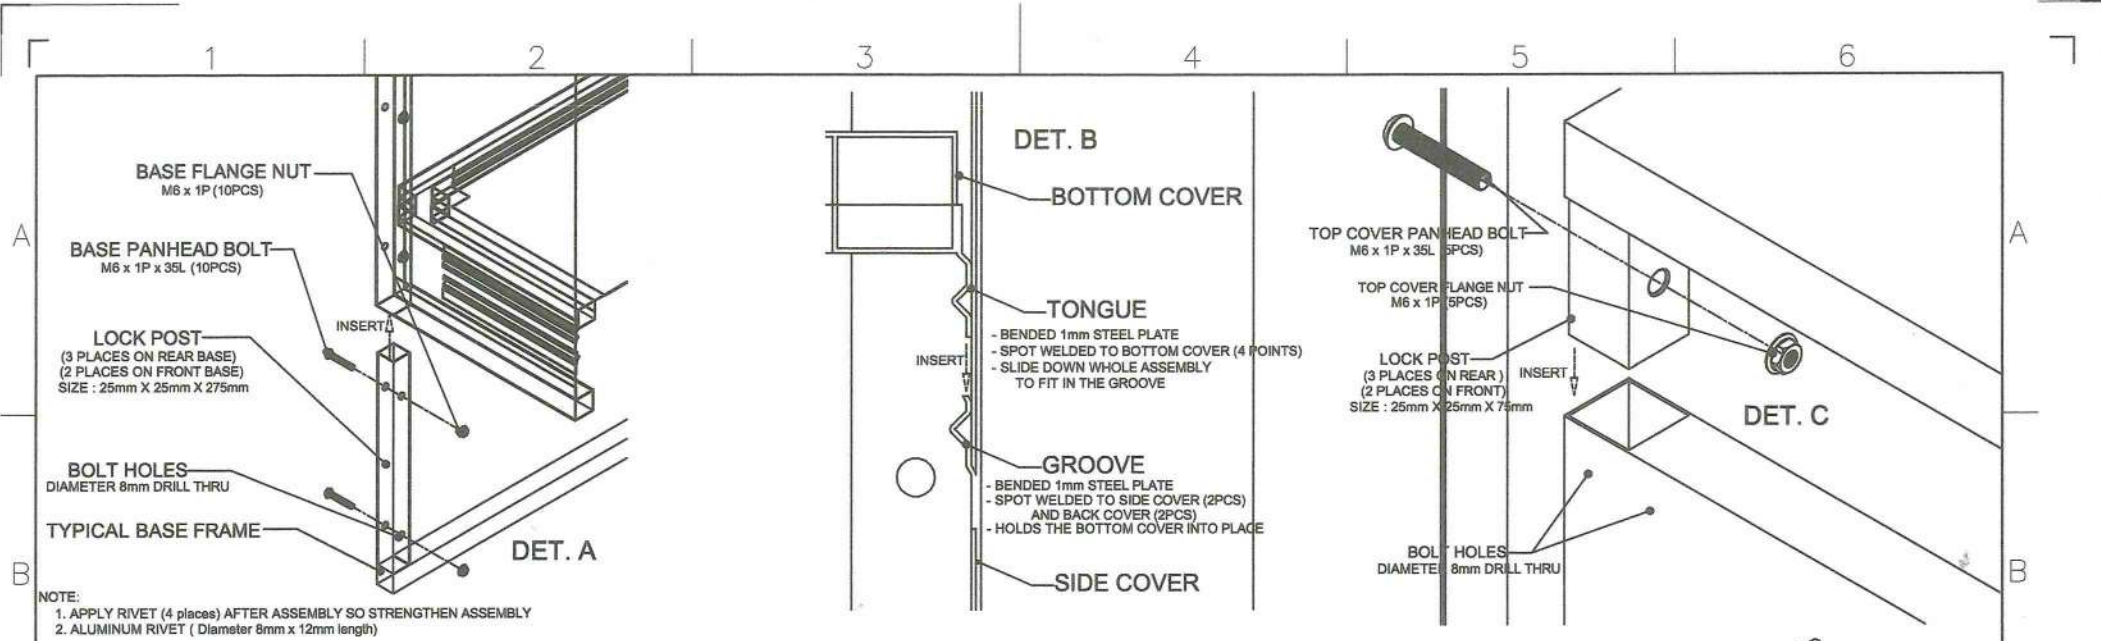 1 2 3 4 5 6
A
B
BASE FLANGE NUT
M6 x 1P (10PCS)
BASE PANHEAD BOLT
M6 x 1P x 35L (10PCS)
INSERT
LOCK POST
(3 PLACES ON REAR BASE)
(2 PLACES ON FRONT BASE)
SIZE : 25mm X 25mm X 275mm
BOLT HOLES
DIAMETER 8mm DRILL THRU
TYPICAL BASE FRAME
DET. A
NOTE:
1. APPLY RIVET (4 places) AFTER ASSEMBLY SO STRENGTHEN ASSEMBLY
2. ALUMINUM RIVET ( Diameter 8mm x 12mm length)
DET. B
BOTTOM COVER
TONGUE
- BENDED 1mm STEEL PLATE
- SPOT WELDED TO BOTTOM COVER (4 POINTS)
- SLIDE DOWN WHOLE ASSEMBLY
TO FIT IN THE GROOVE
INSERT
GROOVE
- BENDED 1mm STEEL PLATE
- SPOT WELDED TO SIDE COVER (2PCS)
AND BACK COVER (2PCS)
- HOLDS THE BOTTOM COVER INTO PLACE
SIDE COVER
TOP COVER PANHEAD BOLT
M6 x 1P x 35L (5PCS)
TOP COVER FLANGE NUT
M6 x 1P (5PCS)
LOCK POST
(3 PLACES ON REAR )
(2 PLACES ON FRONT)
SIZE : 25mm X 25mm X 75mm
INSERT
DET. C
BOLT HOLES
DIAMETER 8mm DRILL THRU
A
B